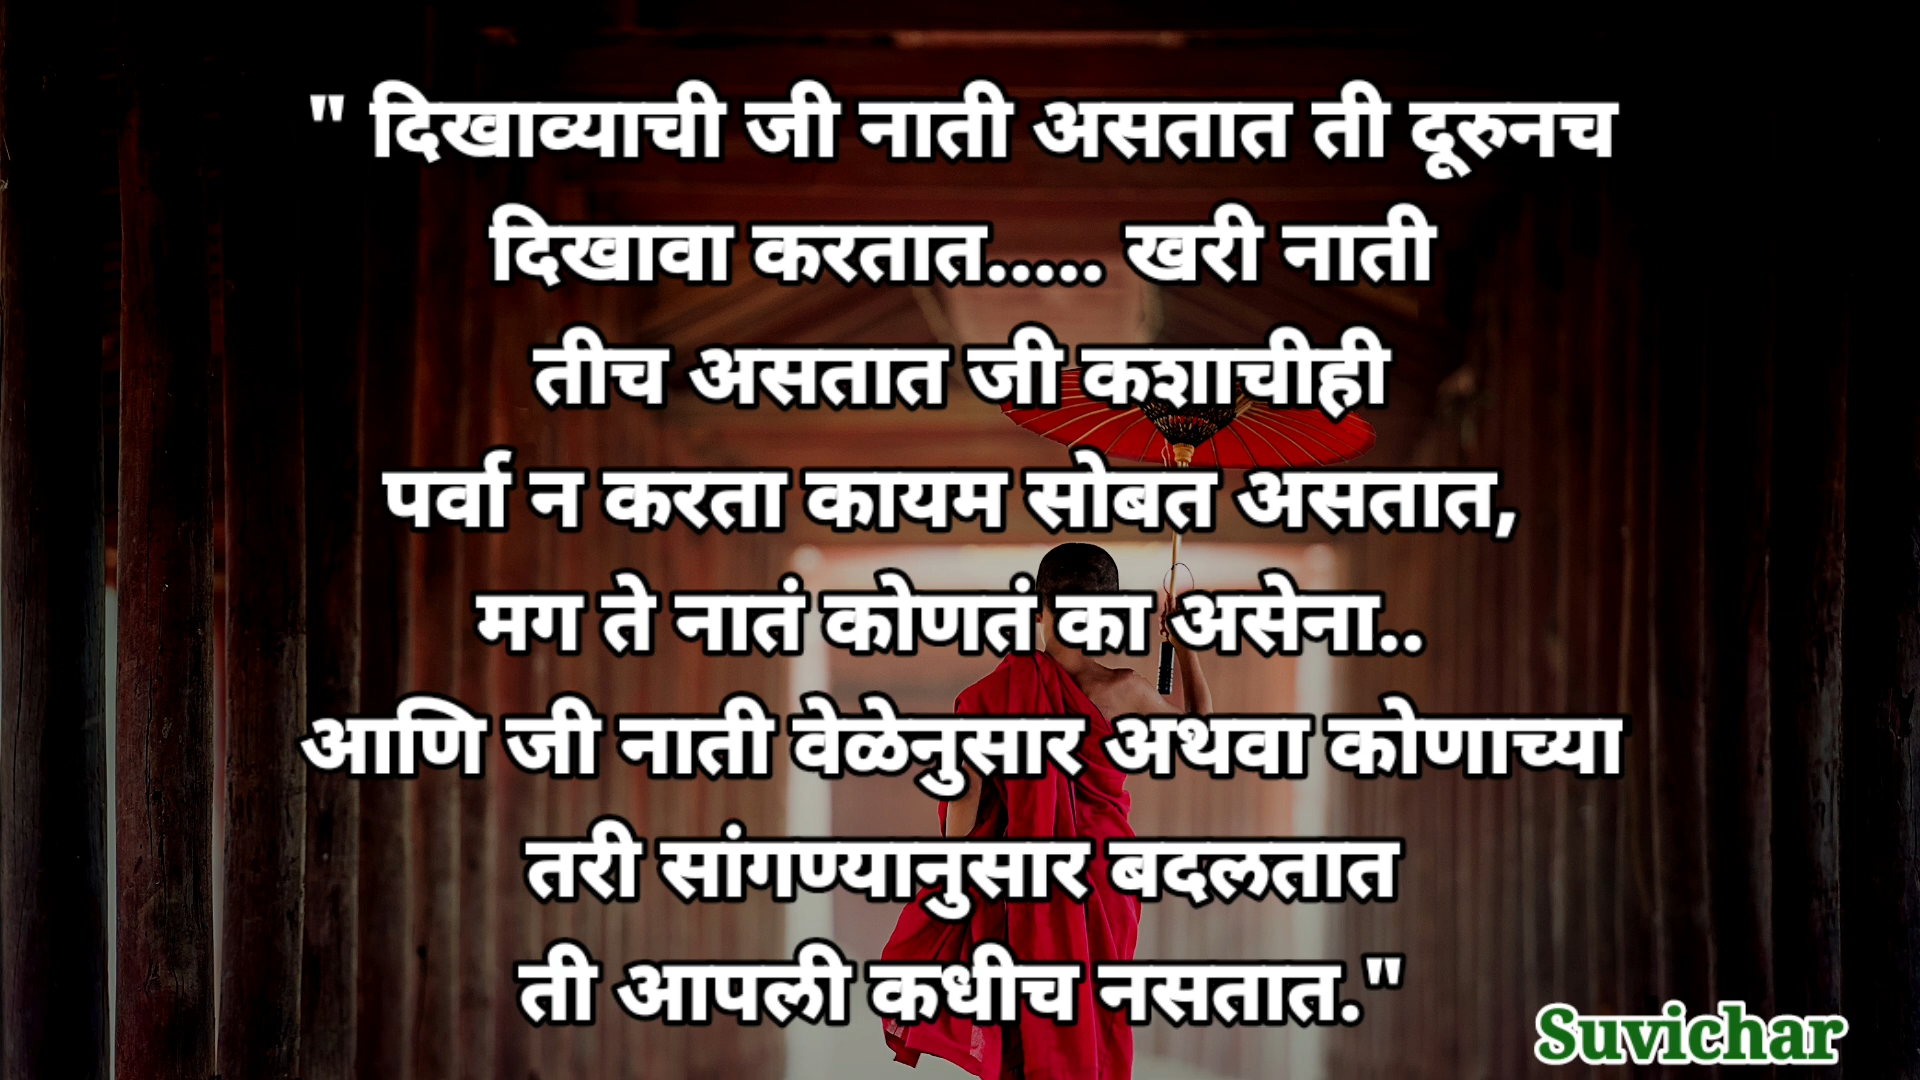 " दिखाव्याची जी नाती असतात ती दूरुनच
दिखावा करतात..... खरी नाती
तीच असतात जी कशाचीही
पर्वा न करता कायम सोबत असतात,
मग ते नातं कोणतं का असेना..
आणि जी नाती वेळेनुसार अथवा कोणाच्या
तरी सांगण्यानुसार बदलतात
ती आपली कधीच नसतात."
Suvichar